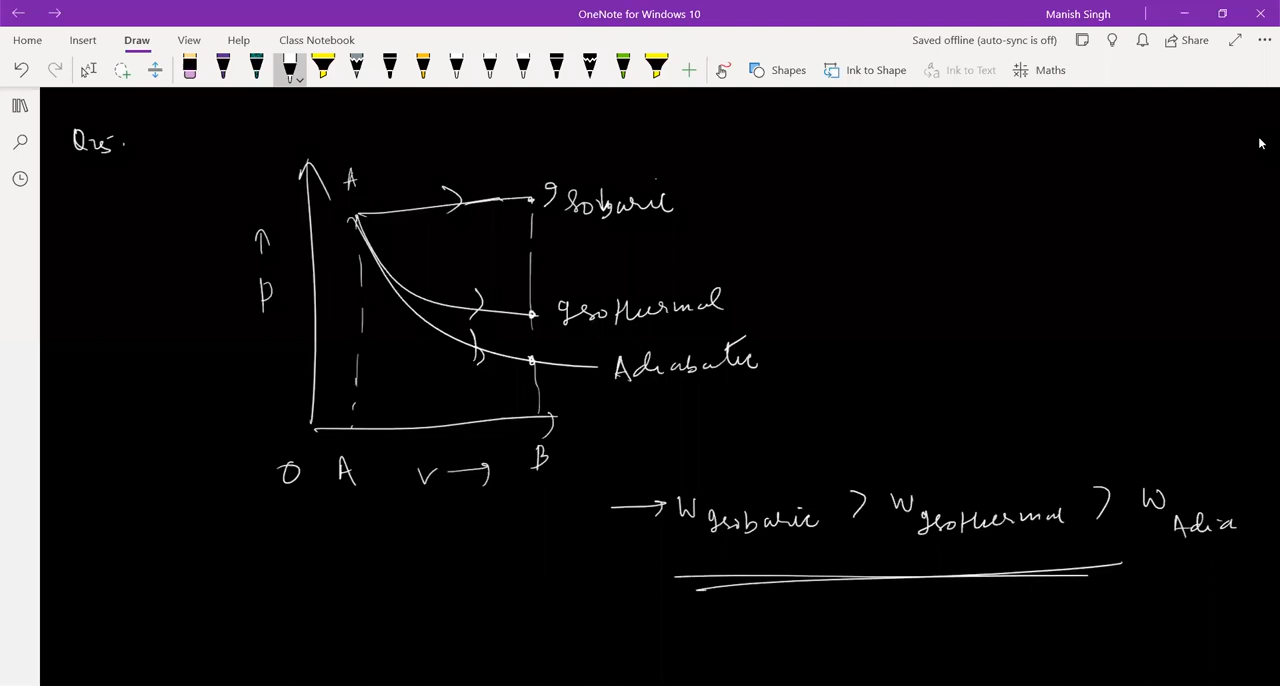 OneNote for Windows 10
Manish Singh
Home Insert Draw View Help Class Notebook
Saved offline (auto-sync is off) Share
Shapes Ink to Shape Ink to Text Maths
Ques.
A
Isobaric
P
Isothermal
Adiabatic
O A V B
W Isobaric > W Isothermal > W Adia